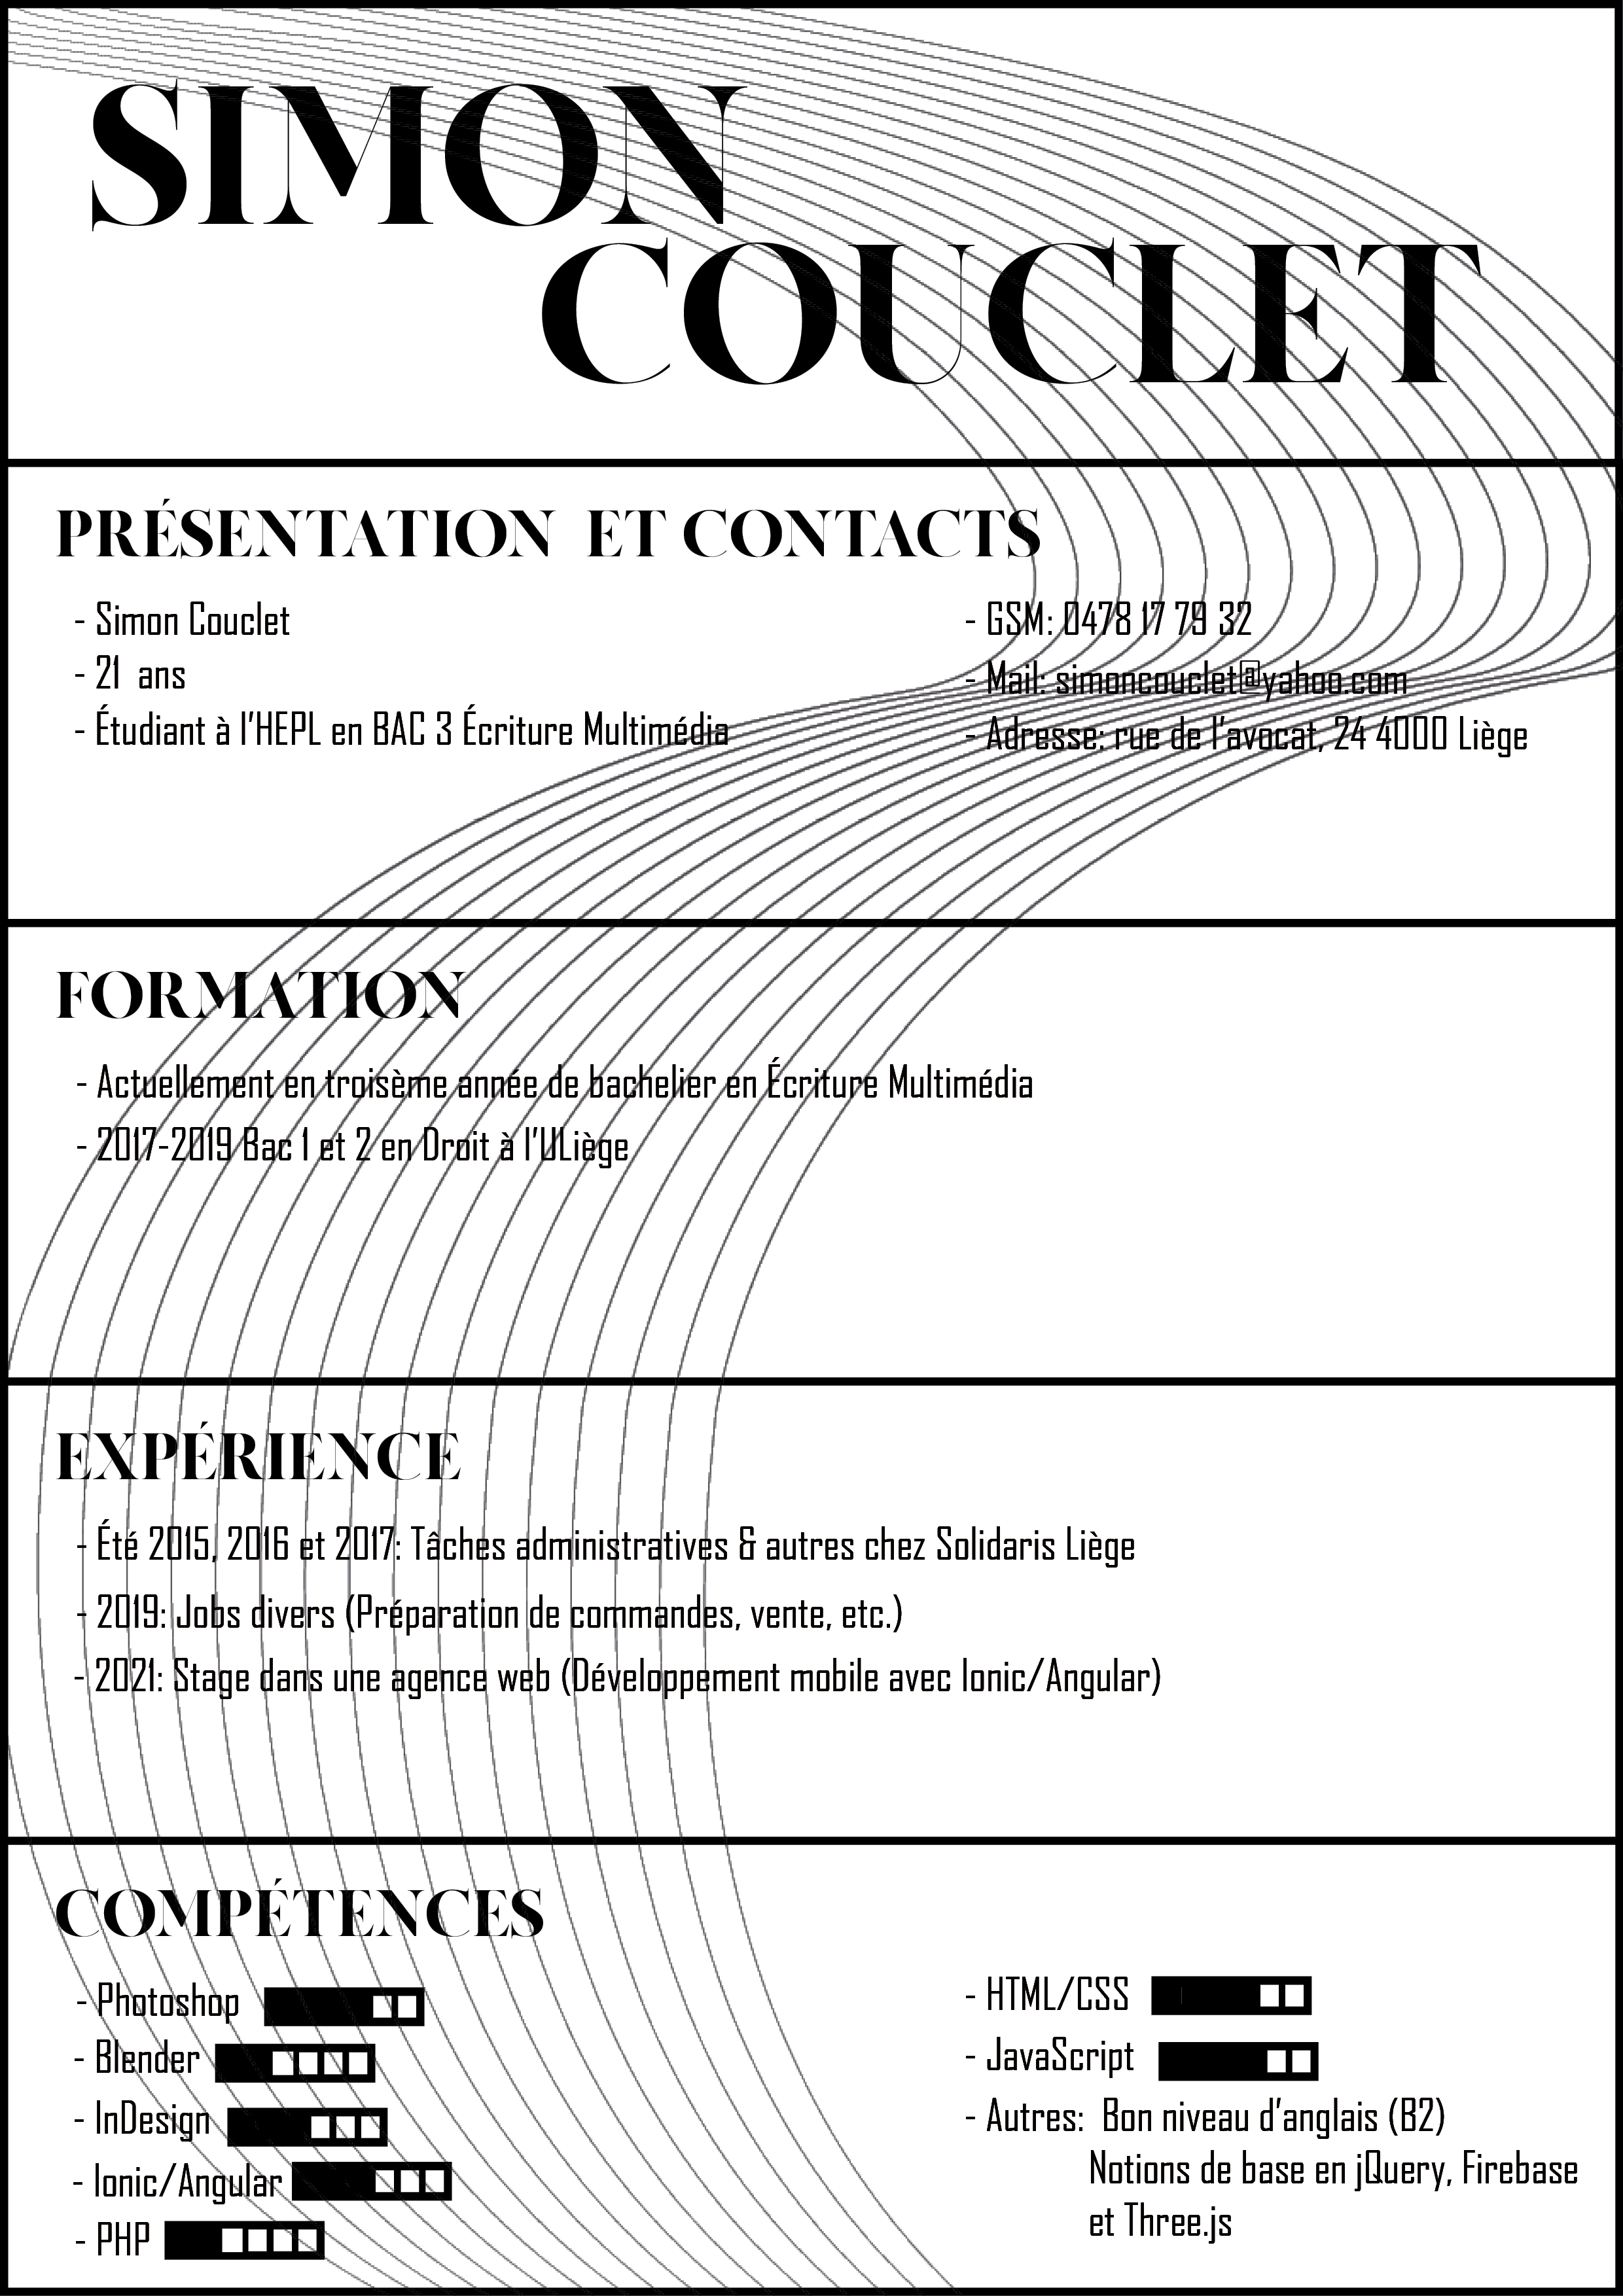 SIMON
COUCLET
PRÉSENTATION ET CONTACTS
- Simon Couclet
- 21 ans
- Étudiant à l'HEPL en BAC 3 Écriture Multimédia
- GSM: 0478 17 79 32
- Mail: simoncouclet@yahoo.com
- Adresse: rue de l'avocat, 24 4000 Liège
FORMATION
- Actuellement en troisème année de bachelier en Écriture Multimédia
- 2017-2019 Bac 1 et 2 en Droit à l'ULiège
EXPÉRIENCE
- Été 2015, 2016 et 2017: Tâches administratives & autres chez Solidaris Liège
- 2019: Jobs divers (Préparation de commandes, vente, etc.)
- 2021: Stage dans une agence web (Développement mobile avec Ionic/Angular)
COMPÉTENCES
- Photoshop
- Blender
- InDesign
- Ionic/Angular
- PHP
- HTML/CSS
- JavaScript
- Autres: Bon niveau d'anglais (B2)
Notions de base en jQuery, Firebase
et Three.js